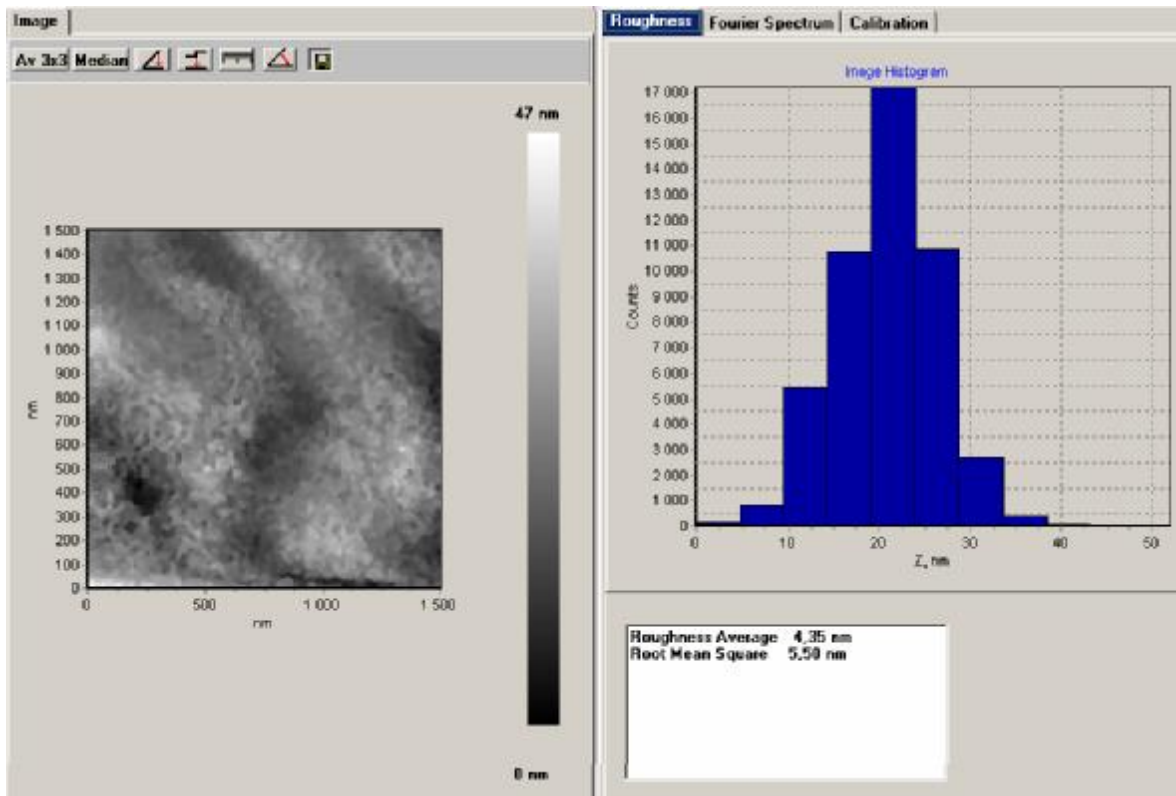 Image
Av 3x3 Median
47 nm
1 500
1 400
1 300
1 200
1 100
1 000
900
800
700
600
500
400
300
200
100
0
nm
0 500 1 000 1 500
nm
0 nm
Roughness Fourier Spectrum Calibration
Image Histogram
17 000
16 000
15 000
14 000
13 000
12 000
11 000
10 000
9 000
8 000
7 000
6 000
5 000
4 000
3 000
2 000
1 000
0
Counts
0 10 20 30 40 50
Z, nm
Roughness Average 4,35 nm
Root Mean Square 5,50 nm